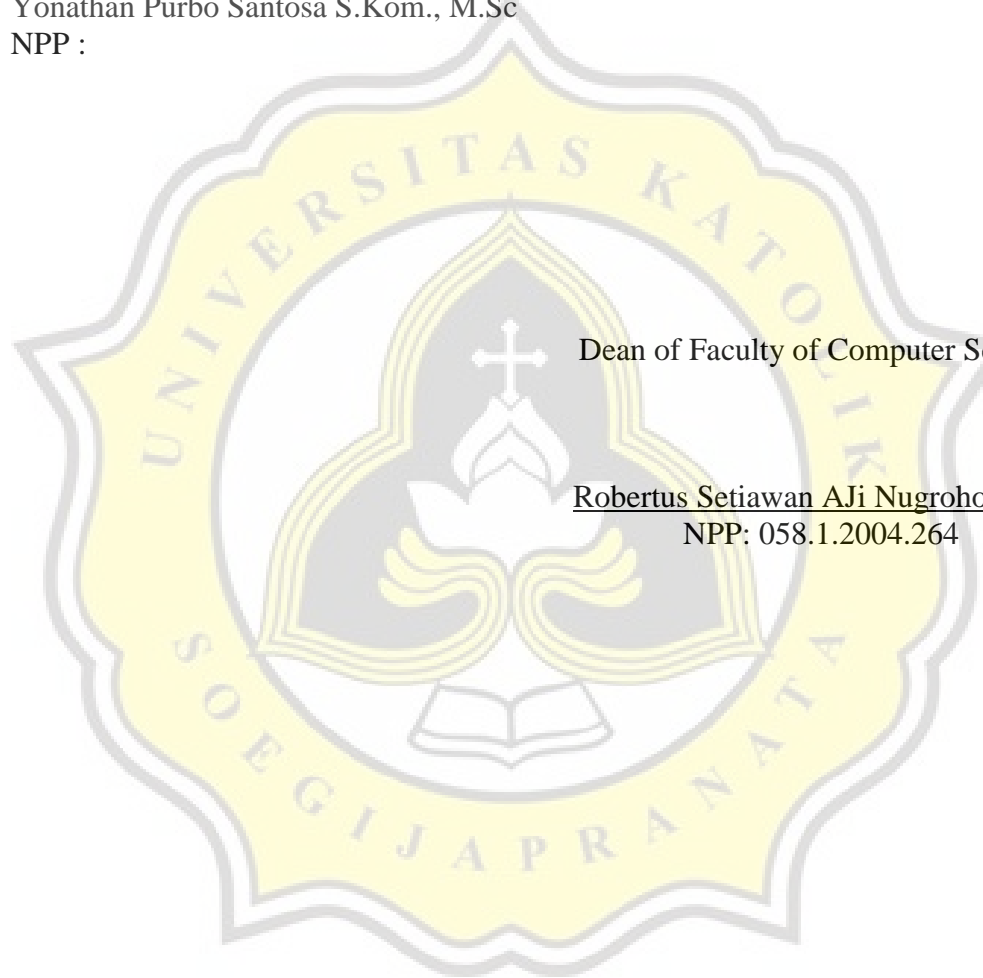 Yonathan Purbo Santosa S.Kom., M.Sc
NPP :
UNIVERSITAS KATOLIK
Dean of Faculty of Computer
Robertus Setiawan AJi Nugroho
NPP: 058.1.2004.264
SOEGIJAPRANATA